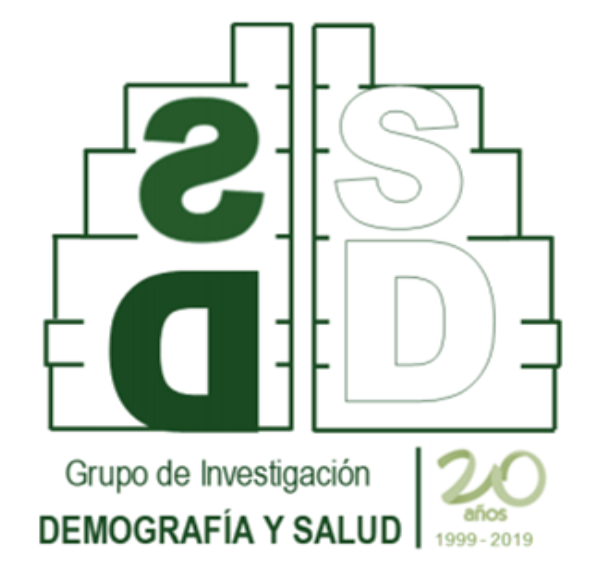 S S
D D
Grupo de Investigación
DEMOGRAFÍA Y SALUD
20
años
1999 - 2019